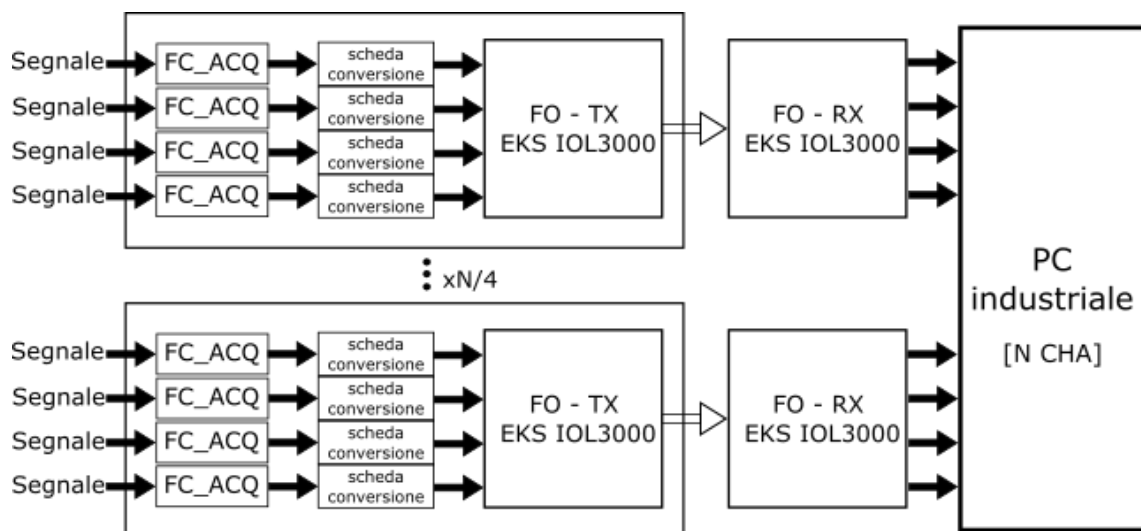 Segnale
FC_ACQ
scheda
conversione
Segnale
FC_ACQ
scheda
conversione
Segnale
FC_ACQ
scheda
conversione
Segnale
FC_ACQ
scheda
conversione
FO - TX
EKS IOL3000
FO - RX
EKS IOL3000
xN/4
Segnale
FC_ACQ
scheda
conversione
Segnale
FC_ACQ
scheda
conversione
Segnale
FC_ACQ
scheda
conversione
Segnale
FC_ACQ
scheda
conversione
FO - TX
EKS IOL3000
FO - RX
EKS IOL3000
PC
industriale
[N CHA]